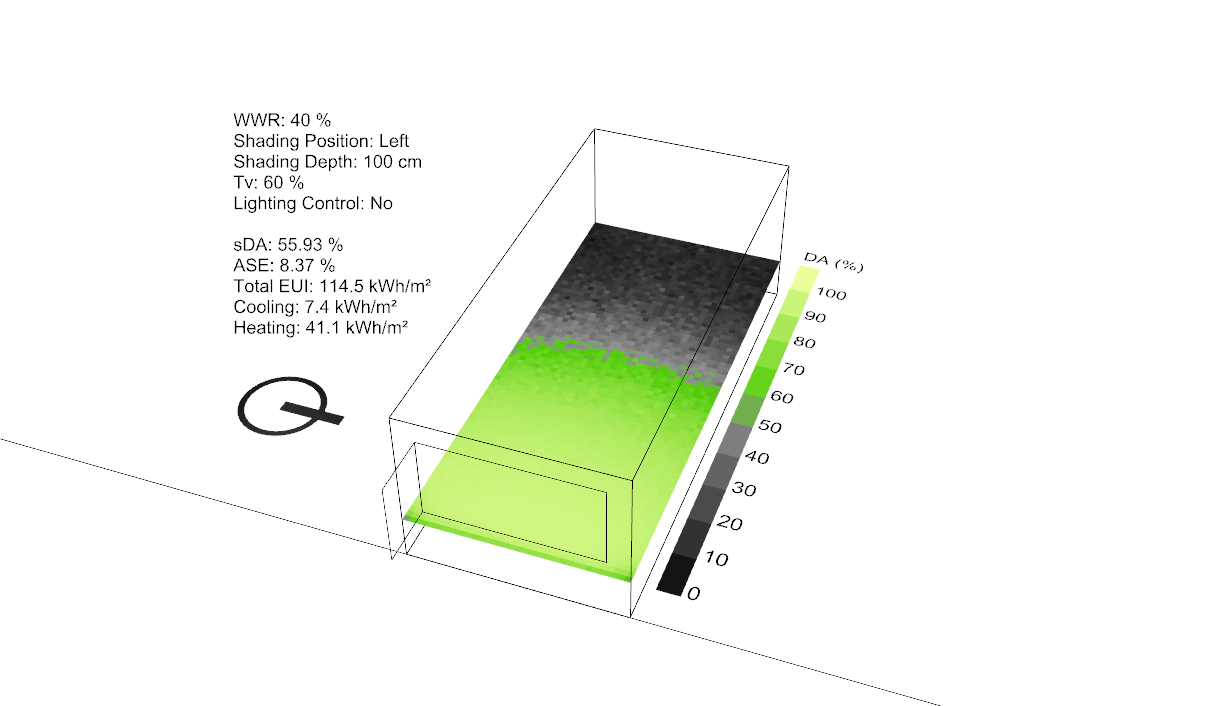 WWR: 40 %
Shading Position: Left
Shading Depth: 100 cm
Tv: 60 %
Lighting Control: No
sDA: 55.93 %
ASE: 8.37 %
Total EUI: 114.5 kWh/m²
Cooling: 7.4 kWh/m²
Heating: 41.1 kWh/m²
DA (%)
100
90
80
70
60
50
40
30
20
10
0